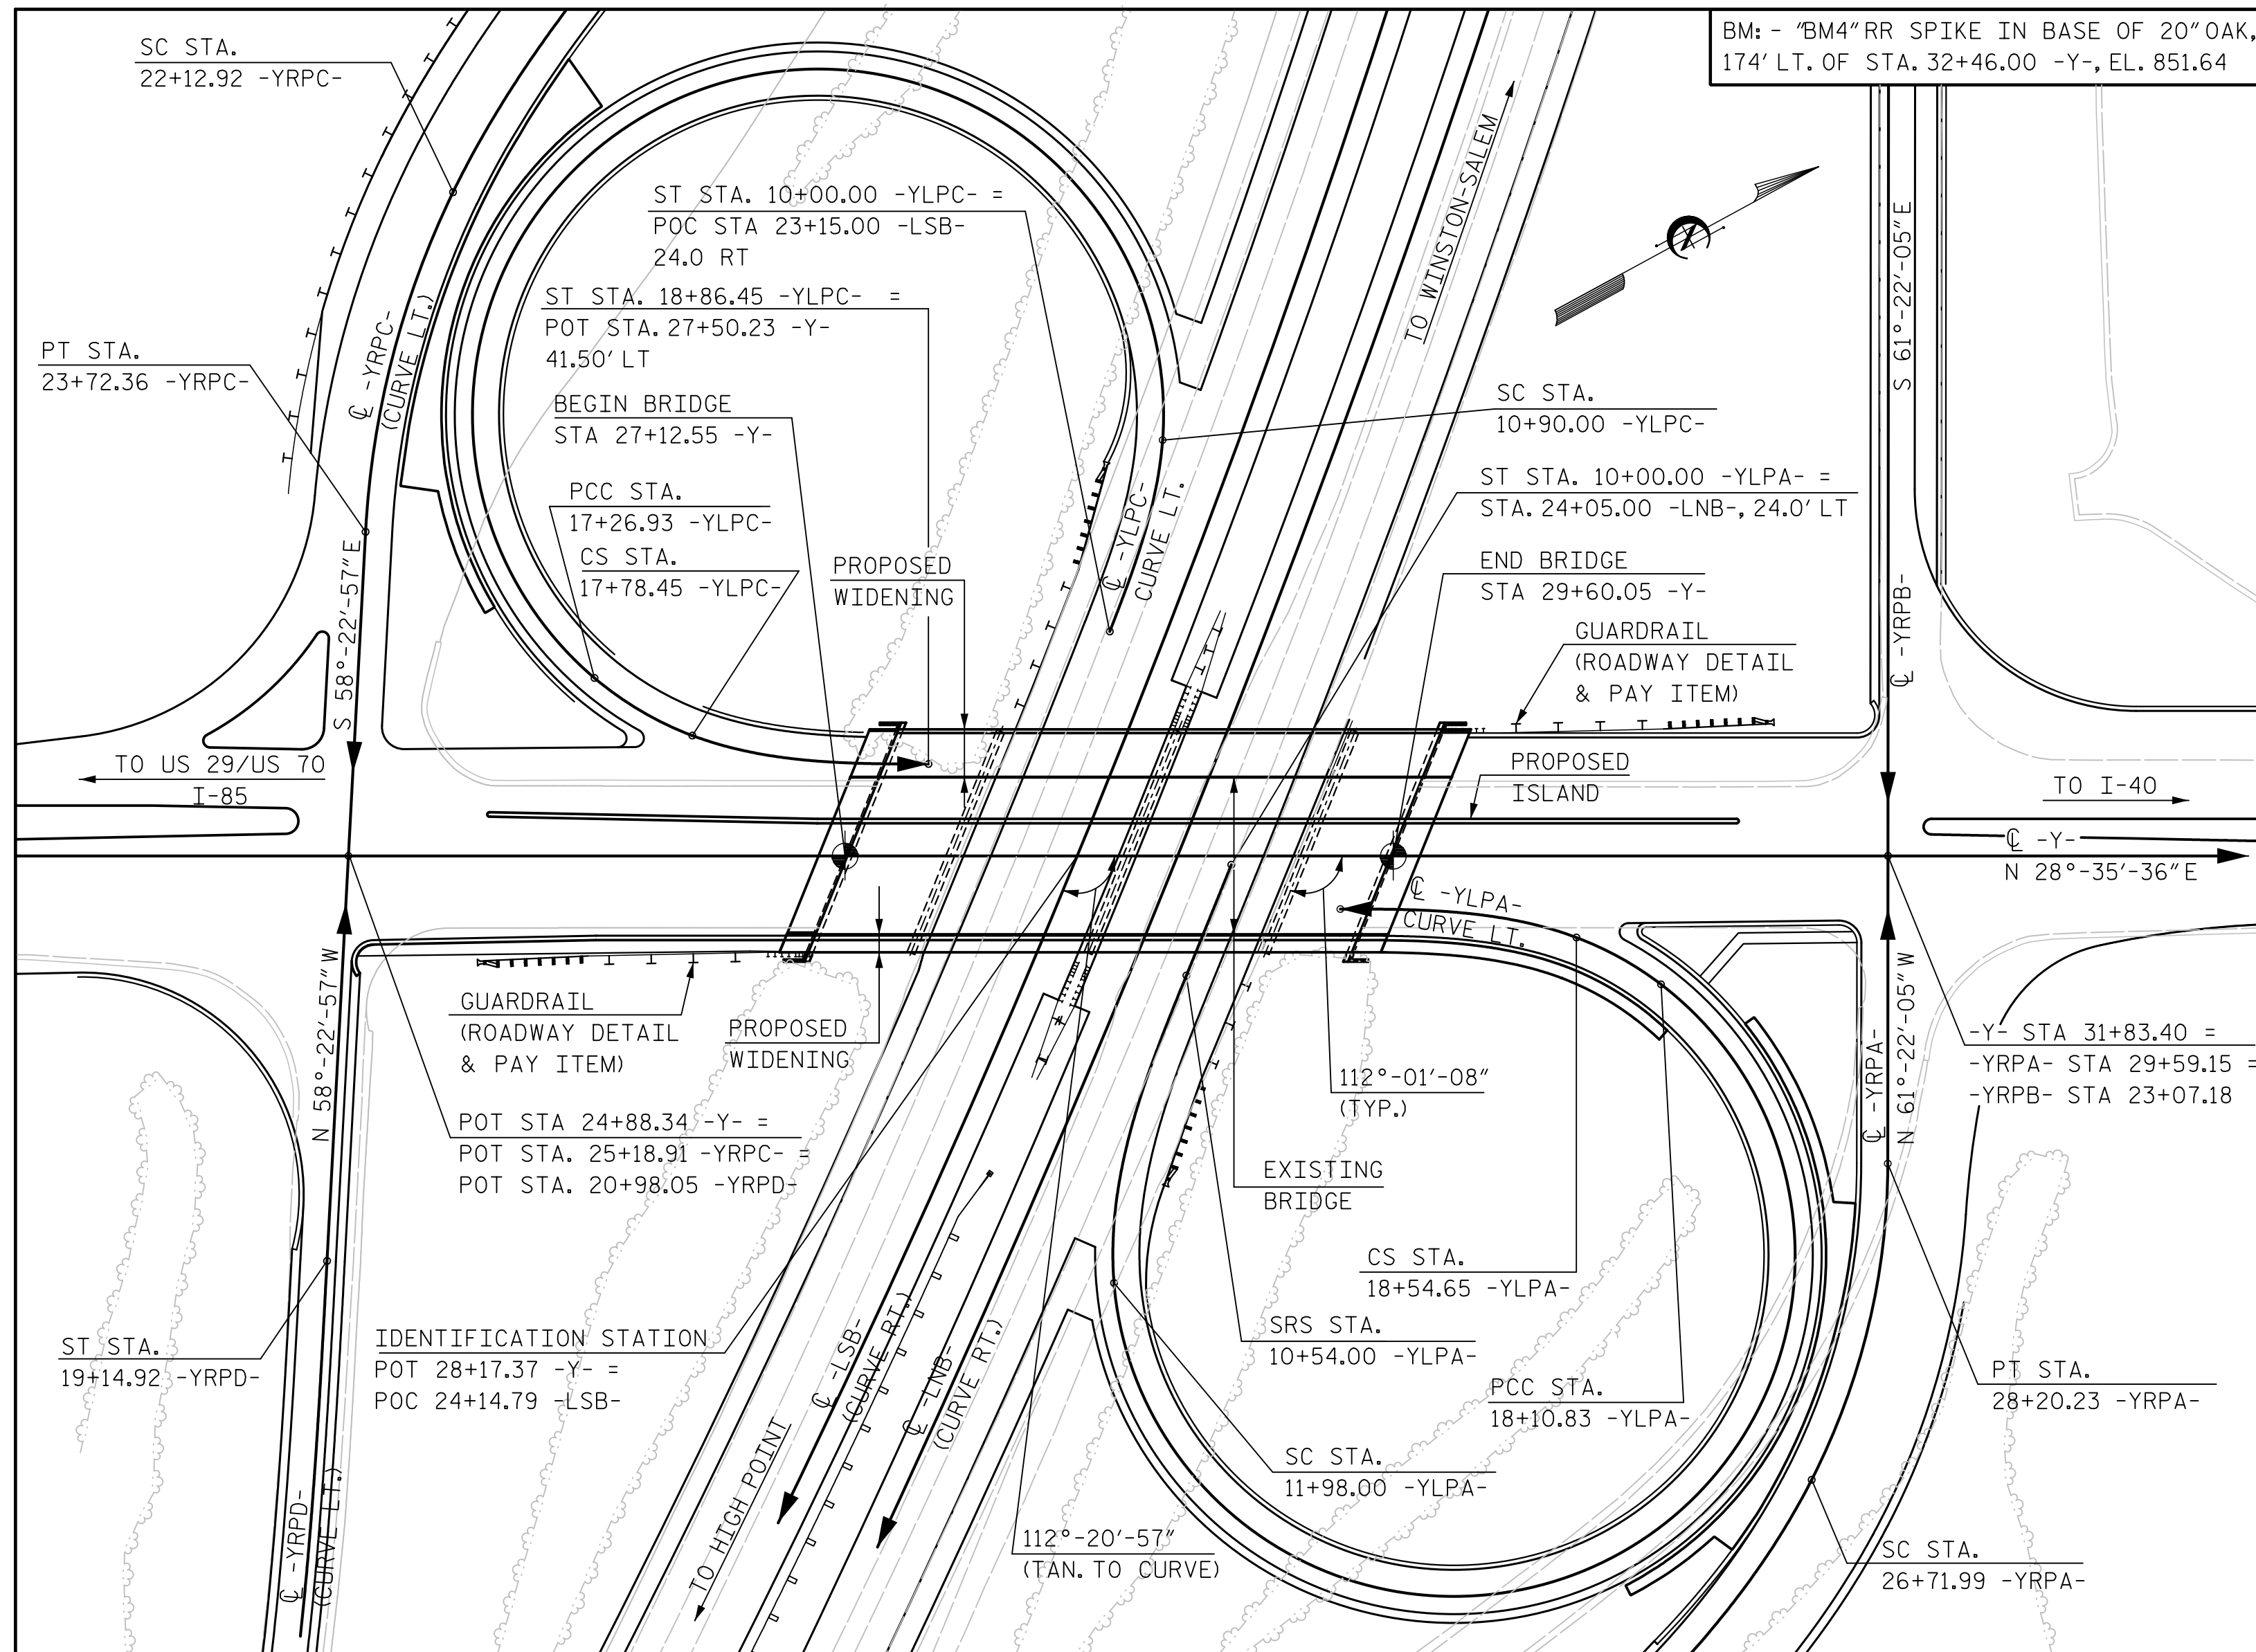 BM: - "BM4" RR SPIKE IN BASE OF 20" OAK,
174' LT. OF STA. 32+46.00 -Y-, EL. 851.64
SC STA.
22+12.92 -YRPC-
PT STA.
23+72.36 -YRPC-
℄ -YRPC-
(CURVE LT.)
S 58°-22'-57"E
ST STA. 10+00.00 -YLPC- =
POC STA 23+15.00 -LSB-
24.0 RT
ST STA. 18+86.45 -YLPC- =
POT STA. 27+50.23 -Y-
41.50' LT
BEGIN BRIDGE
STA 27+12.55 -Y-
PCC STA.
17+26.93 -YLPC-
CS STA.
17+78.45 -YLPC-
PROPOSED
WIDENING
℄ -YLPC-
CURVE LT.
TO WINSTON-SALEM
SC STA.
10+90.00 -YLPC-
ST STA. 10+00.00 -YLPA- =
STA. 24+05.00 -LNB-, 24.0' LT
END BRIDGE
STA 29+60.05 -Y-
GUARDRAIL
(ROADWAY DETAIL
& PAY ITEM)
S 61°-22'-05"E
℄ -YRPB-
PROPOSED
ISLAND
TO US 29/US 70
I-85
TO I-40
℄ -Y-
N 28°-35'-36"E
℄ -YLPA-
CURVE LT.
N 58°-22'-57"W
GUARDRAIL
(ROADWAY DETAIL
& PAY ITEM)
PROPOSED
WIDENING
POT STA 24+88.34 -Y- =
POT STA. 25+18.91 -YRPC- =
POT STA. 20+98.05 -YRPD-
112°-01'-08"
(TYP.)
EXISTING
BRIDGE
℄ -YRPA-
N 61°-22'-05"W
-Y- STA 31+83.40 =
-YRPA- STA 29+59.15 =
-YRPB- STA 23+07.18
CS STA.
18+54.65 -YLPA-
SRS STA.
10+54.00 -YLPA-
PCC STA.
18+10.83 -YLPA-
SC STA.
11+98.00 -YLPA-
PT STA.
28+20.23 -YRPA-
SC STA.
26+71.99 -YRPA-
ST STA.
19+14.92 -YRPD-
IDENTIFICATION STATION
POT 28+17.37 -Y- =
POC 24+14.79 -LSB-
℄ -LSB-
(CURVE RT.)
℄ -LNB-
(CURVE RT.)
TO HIGH POINT
112°-20'-57"
(TAN. TO CURVE)
℄ -YRPD-
(CURVE LT.)